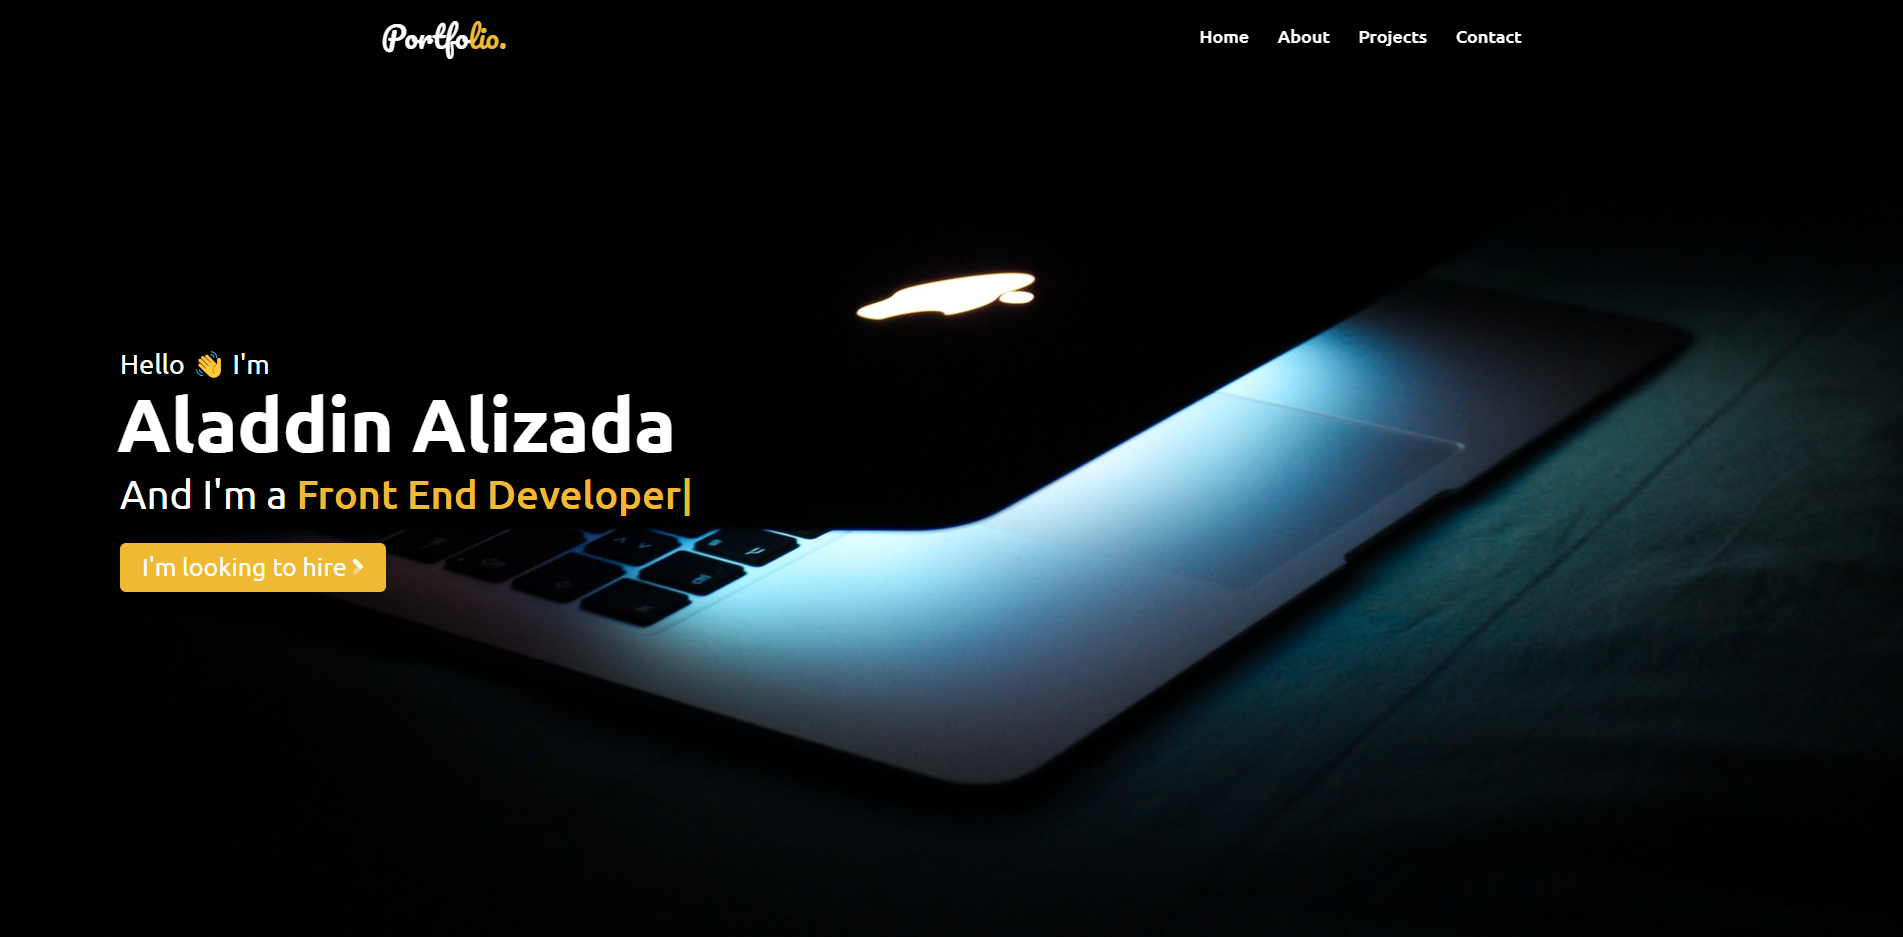 Portfolio.
Home About Projects Contact
Hello 👋 I'm
Aladdin Alizada
And I'm a Front End Developer|
I'm looking to hire